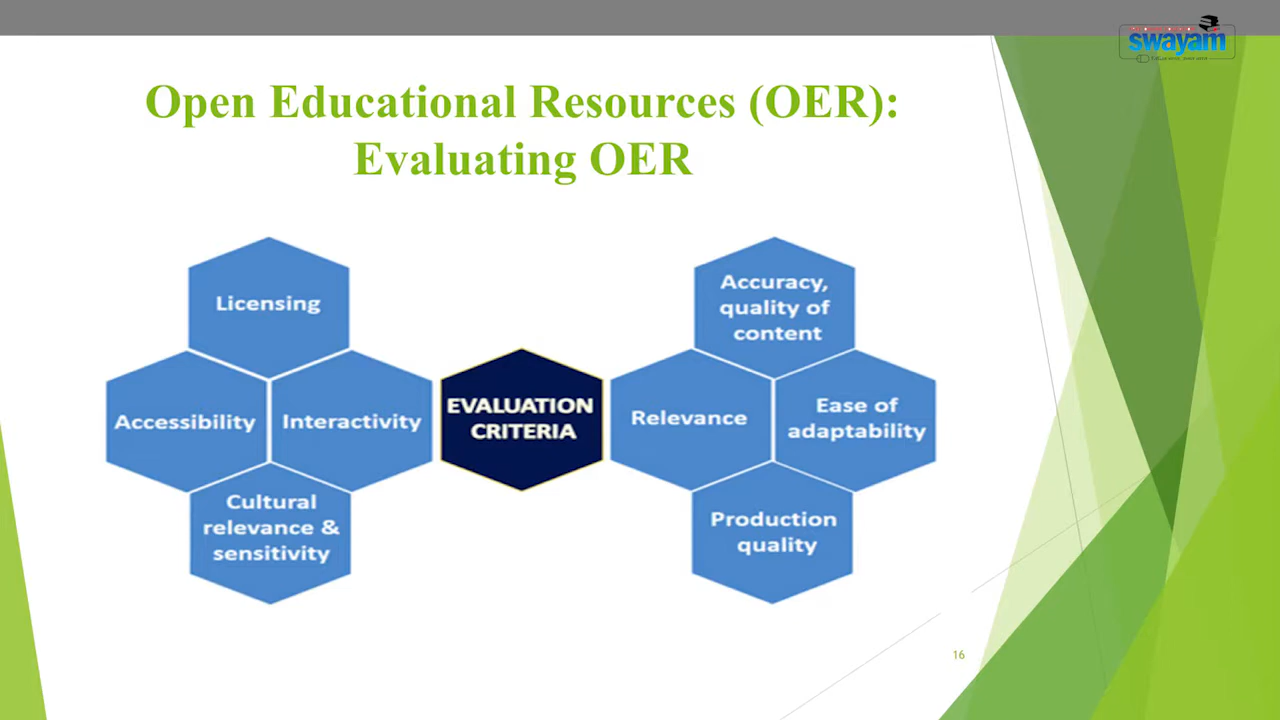 swayam
Open Educational Resources (OER):
Evaluating OER
Licensing
Accessibility
Interactivity
Cultural
relevance &
sensitivity
EVALUATION
CRITERIA
Accuracy,
quality of
content
Relevance
Ease of
adaptability
Production
quality
16